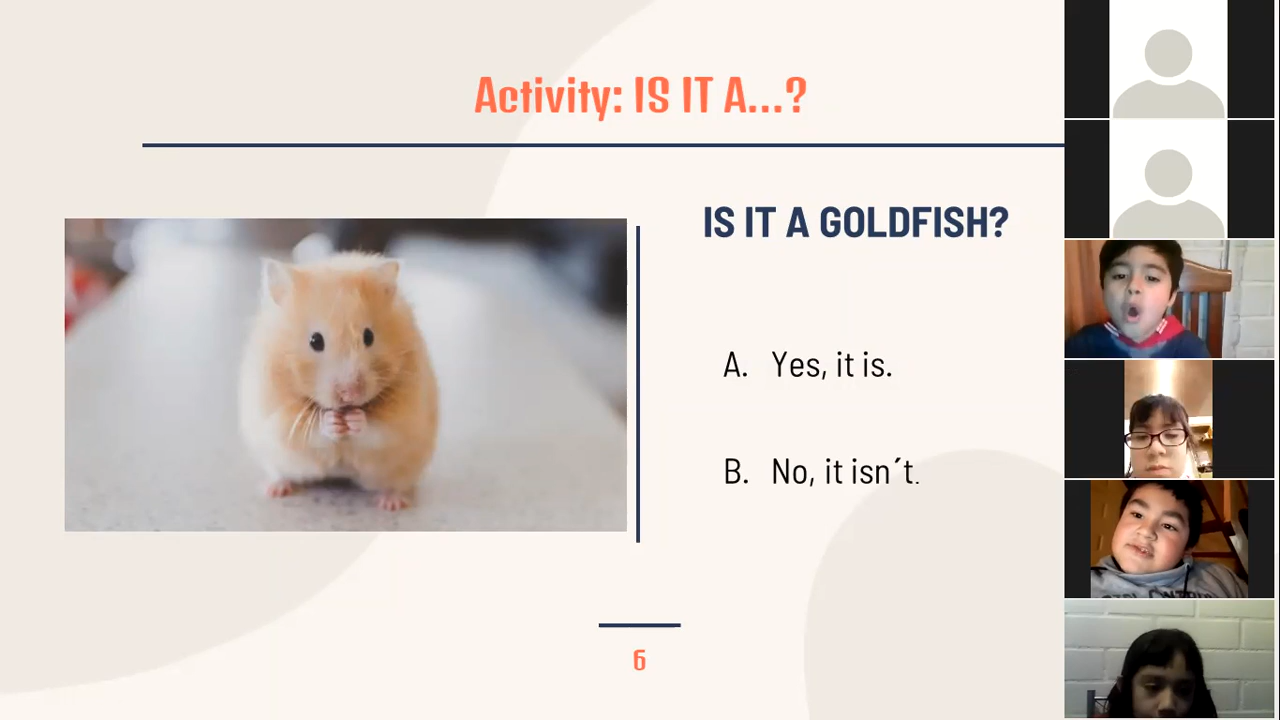 Activity: IS IT A...?
IS IT A GOLDFISH?
A. Yes, it is.
B. No, it isn´t.
6